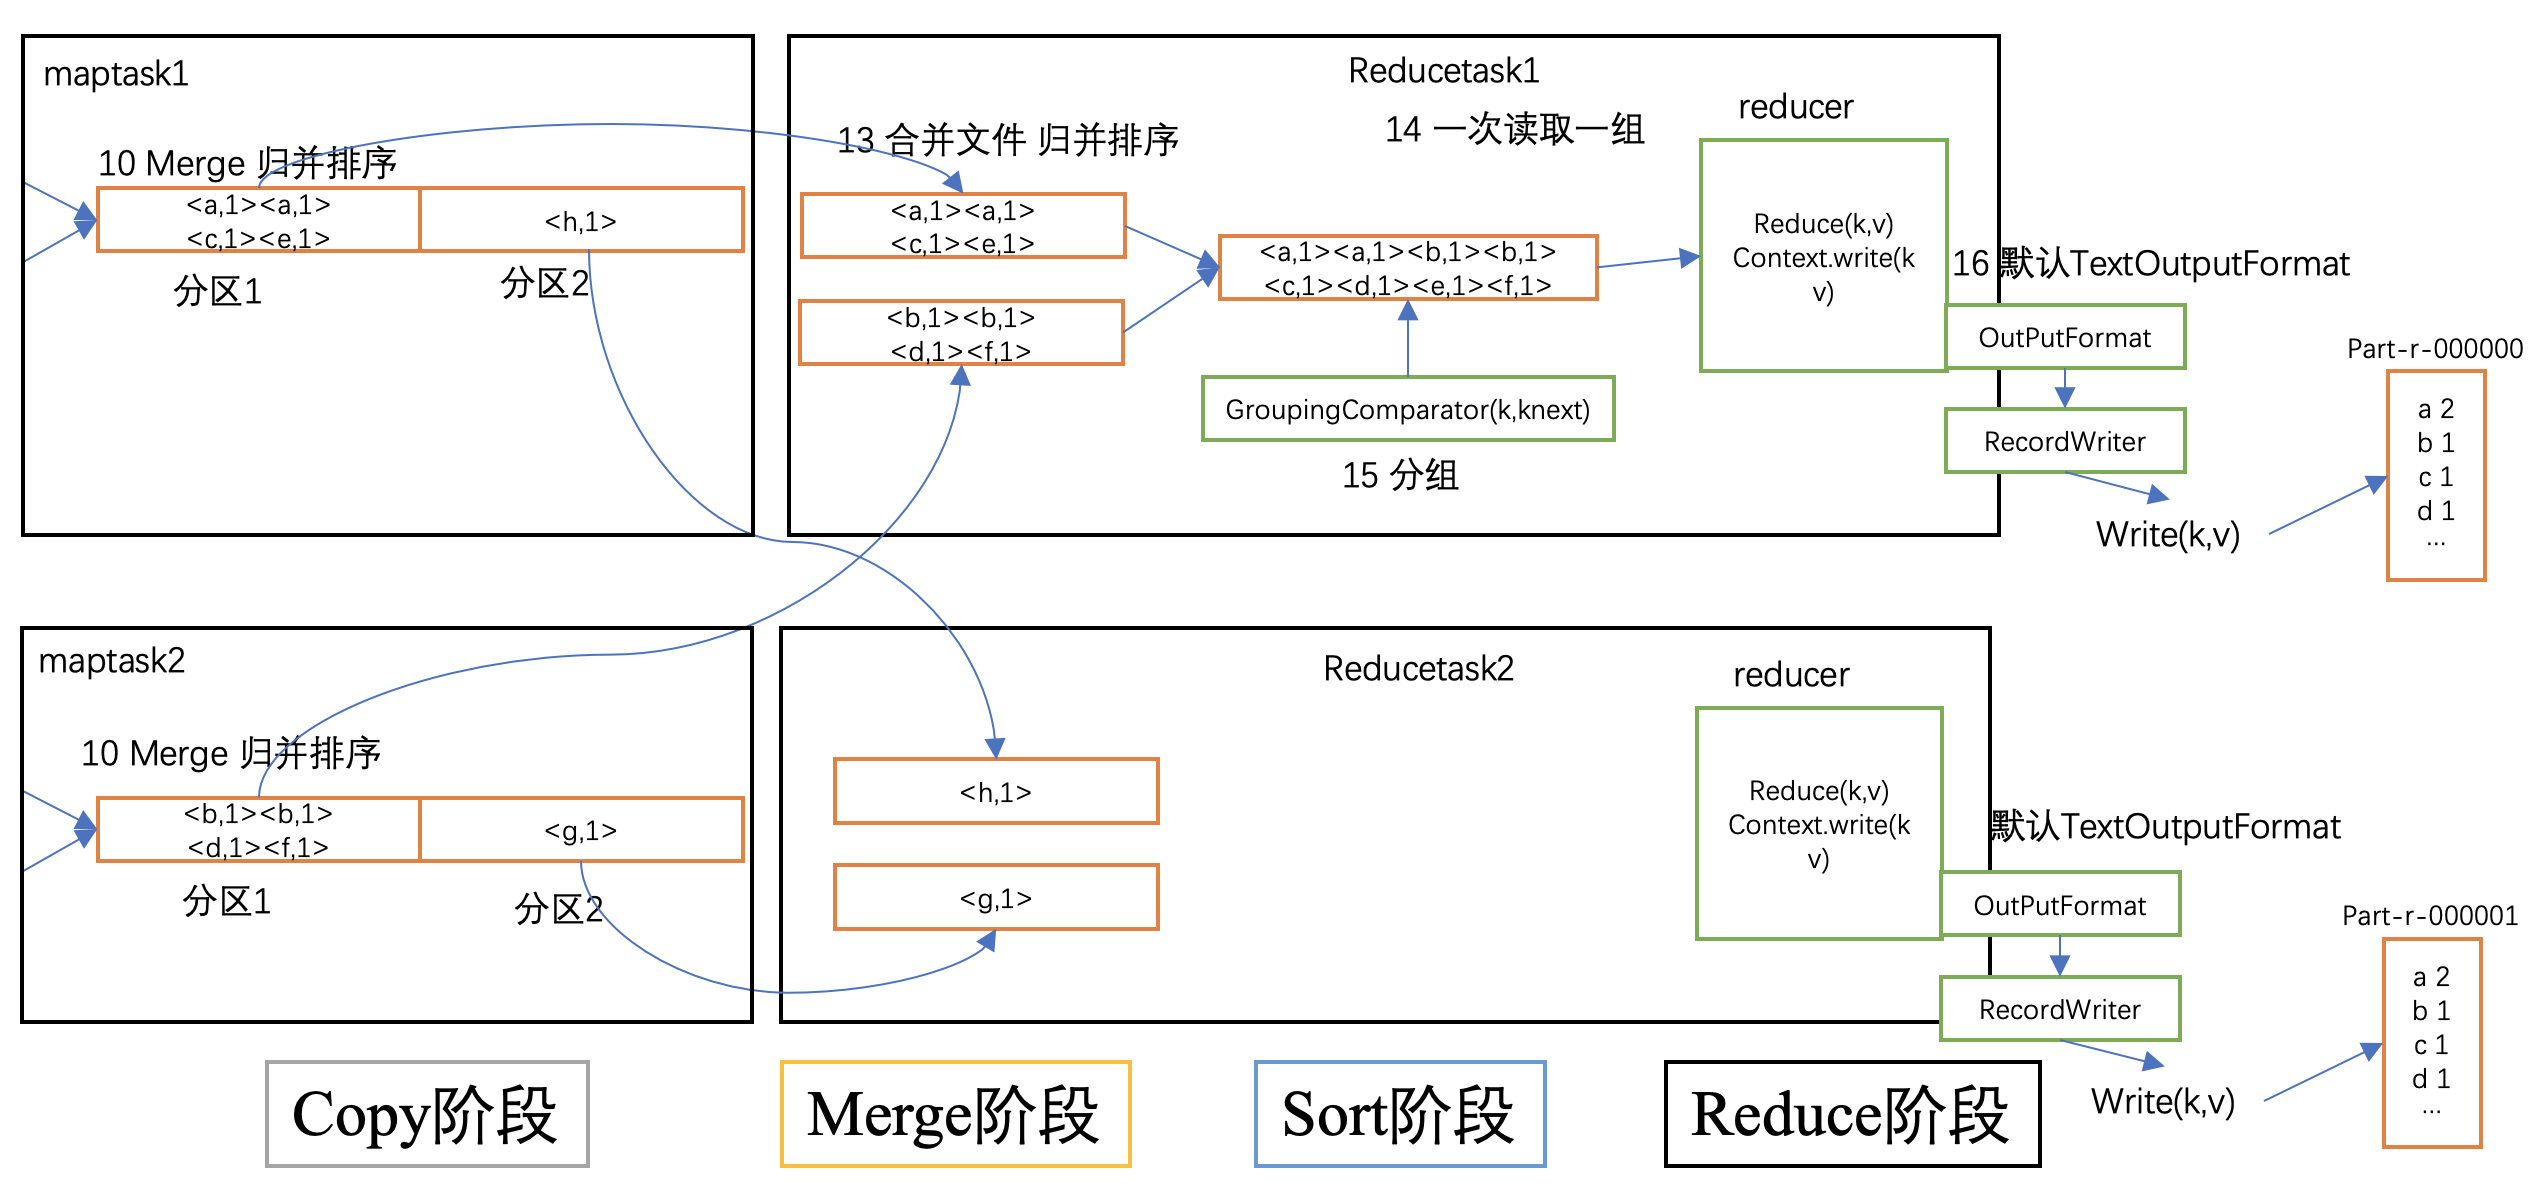 maptask1
10 Merge 归并排序
<a,1><a,1>
<c,1><e,1>
<h,1>
分区1
分区2
Reducetask1
13 合并文件 归并排序
14 一次读取一组
reducer
<a,1><a,1>
<c,1><e,1>
<b,1><b,1>
<d,1><f,1>
<a,1><a,1><b,1><b,1>
<c,1><d,1><e,1><f,1>
GroupingComparator(k,knext)
15 分组
Reduce(k,v)
Context.write(k
v)
16 默认TextOutputFormat
OutPutFormat
RecordWriter
Write(k,v)
Part-r-000000
a 2
b 1
c 1
d 1
...
maptask2
10 Merge 归并排序
<b,1><b,1>
<d,1><f,1>
<g,1>
分区1
分区2
Reducetask2
reducer
<h,1>
<g,1>
Reduce(k,v)
Context.write(k
v)
默认TextOutputFormat
OutPutFormat
RecordWriter
Write(k,v)
Part-r-000001
a 2
b 1
c 1
d 1
...
Copy阶段
Merge阶段
Sort阶段
Reduce阶段